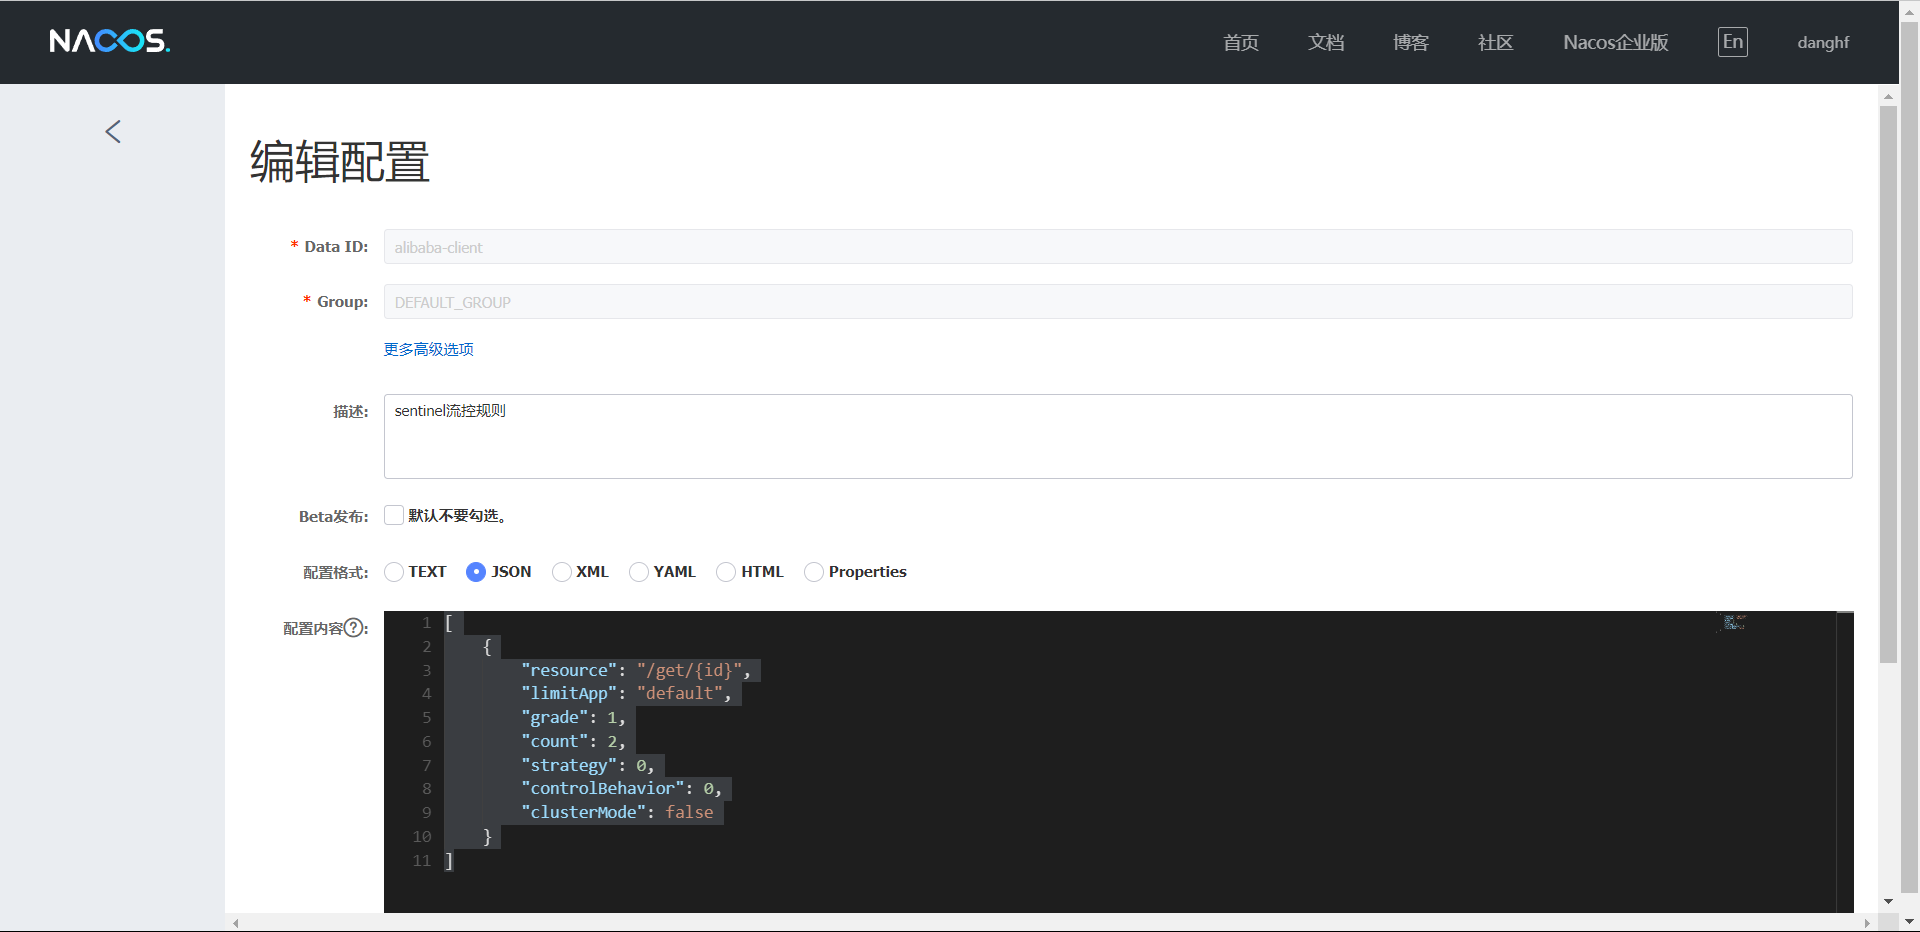 NACOS.
首页 文档 博客 社区 Nacos企业版 En danghf
编辑配置
* Data ID: alibaba-client
* Group: DEFAULT_GROUP
更多高级选项
描述: sentinel流控规则
Beta发布: 默认不要勾选。
配置格式: TEXT JSON XML YAML HTML Properties
配置内容?:
1 [
2 {
3 "resource": "/get/{id}",
4 "limitApp": "default",
5 "grade": 1,
6 "count": 2,
7 "strategy": 0,
8 "controlBehavior": 0,
9 "clusterMode": false
10 }
11 ]